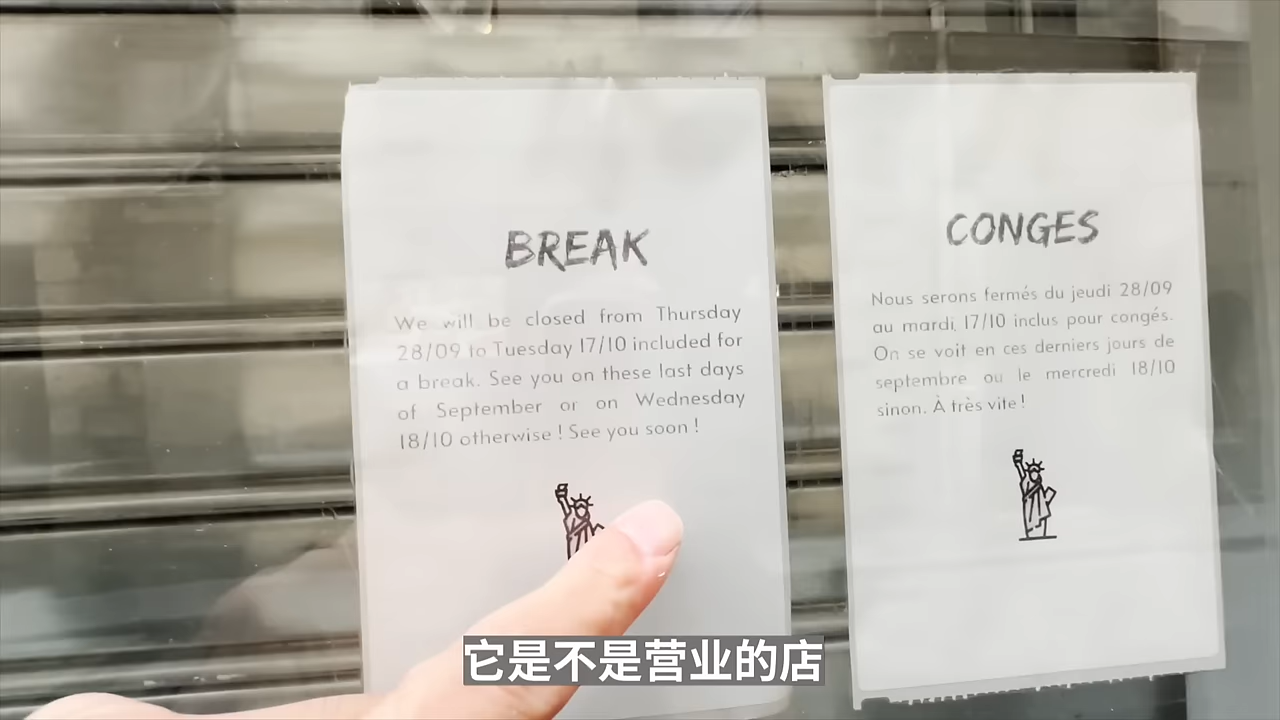 BREAK
We will be closed from Thursday
28/09 to Tuesday 17/10 included for
a break. See you on these last days
of September or on Wednesday
18/10 otherwise ! See you soon !
CONGES
Nous serons fermés du jeudi 28/09
au mardi 17/10 inclus pour congés.
On se voit en ces derniers jours de
septembre ou le mercredi 18/10
sinon. À très vite !
它是不是营业的店